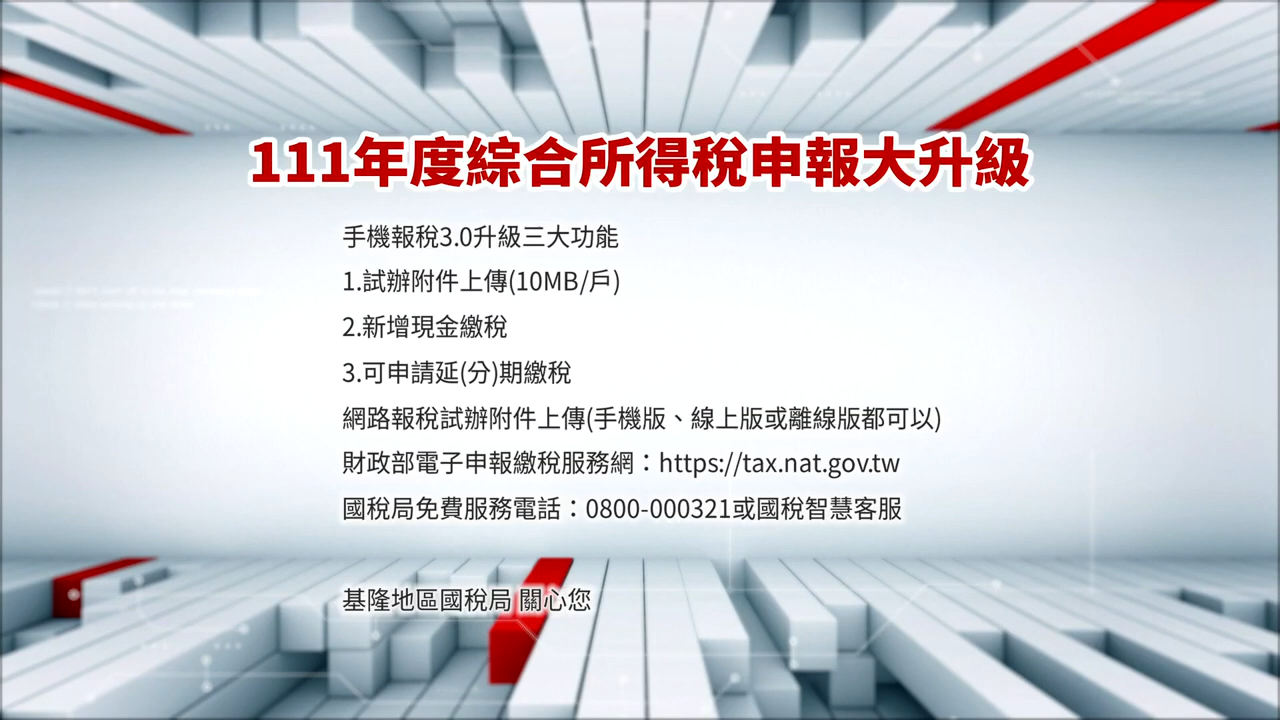 111年度綜合所得稅申報大升級
手機報稅3.0升級三大功能
1.試辦附件上傳(10MB/戶)
2.新增現金繳稅
3.可申請延(分)期繳稅
網路報稅試辦附件上傳(手機版、線上版或離線版都可以)
財政部電子申報繳稅服務網：https://tax.nat.gov.tw
國稅局免費服務電話：0800-000321或國稅智慧客服
基隆地區國稅局 關心您